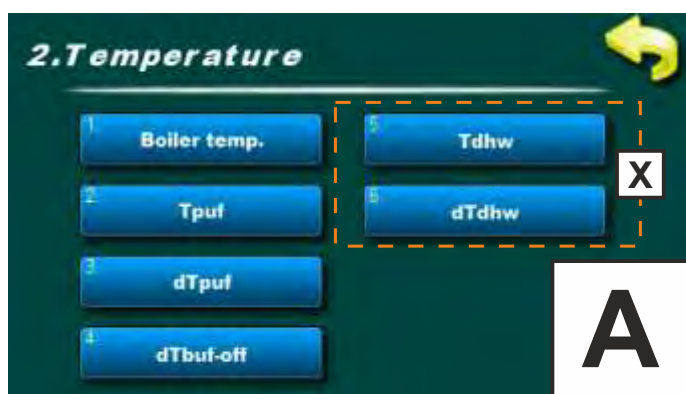 2.Temperature
1 Boiler temp.
2 Tpuf
3 dTpuf
4 dTbuf-off
5 Tdhw
6 dTdhw
X
A